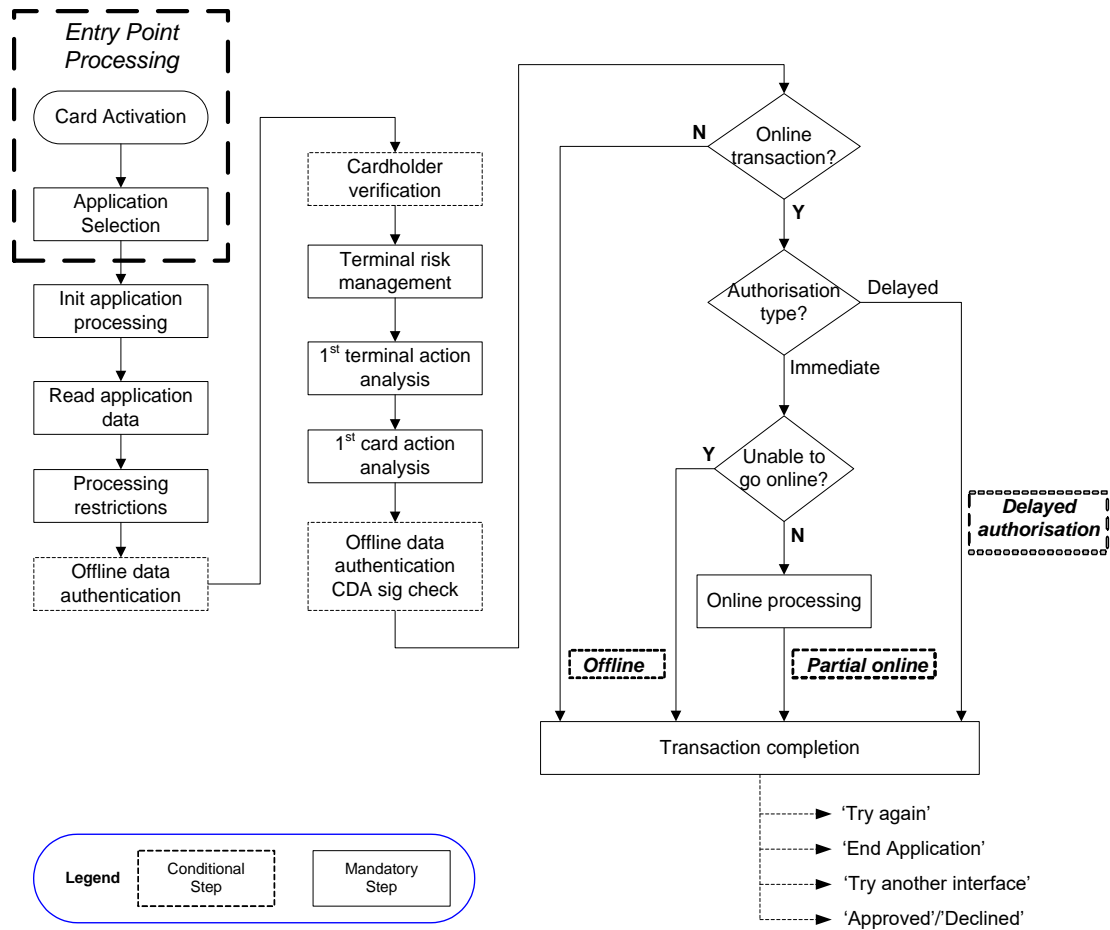 Entry Point
Processing
Card Activation
Application
Selection
Init application
processing
Read application
data
Processing
restrictions
Offline data
authentication
Cardholder
verification
Terminal risk
management
1st terminal action
analysis
1st card action
analysis
Offline data
authentication
CDA sig check
Online
transaction?
N
Y
Authorisation
type?
Delayed
Immediate
Unable to
go online?
Y
N
Delayed
authorisation
Online processing
Offline
Partial online
Transaction completion
‘Try again’
‘End Application’
‘Try another interface’
‘Approved’/’Declined’
Legend
Conditional
Step
Mandatory
Step